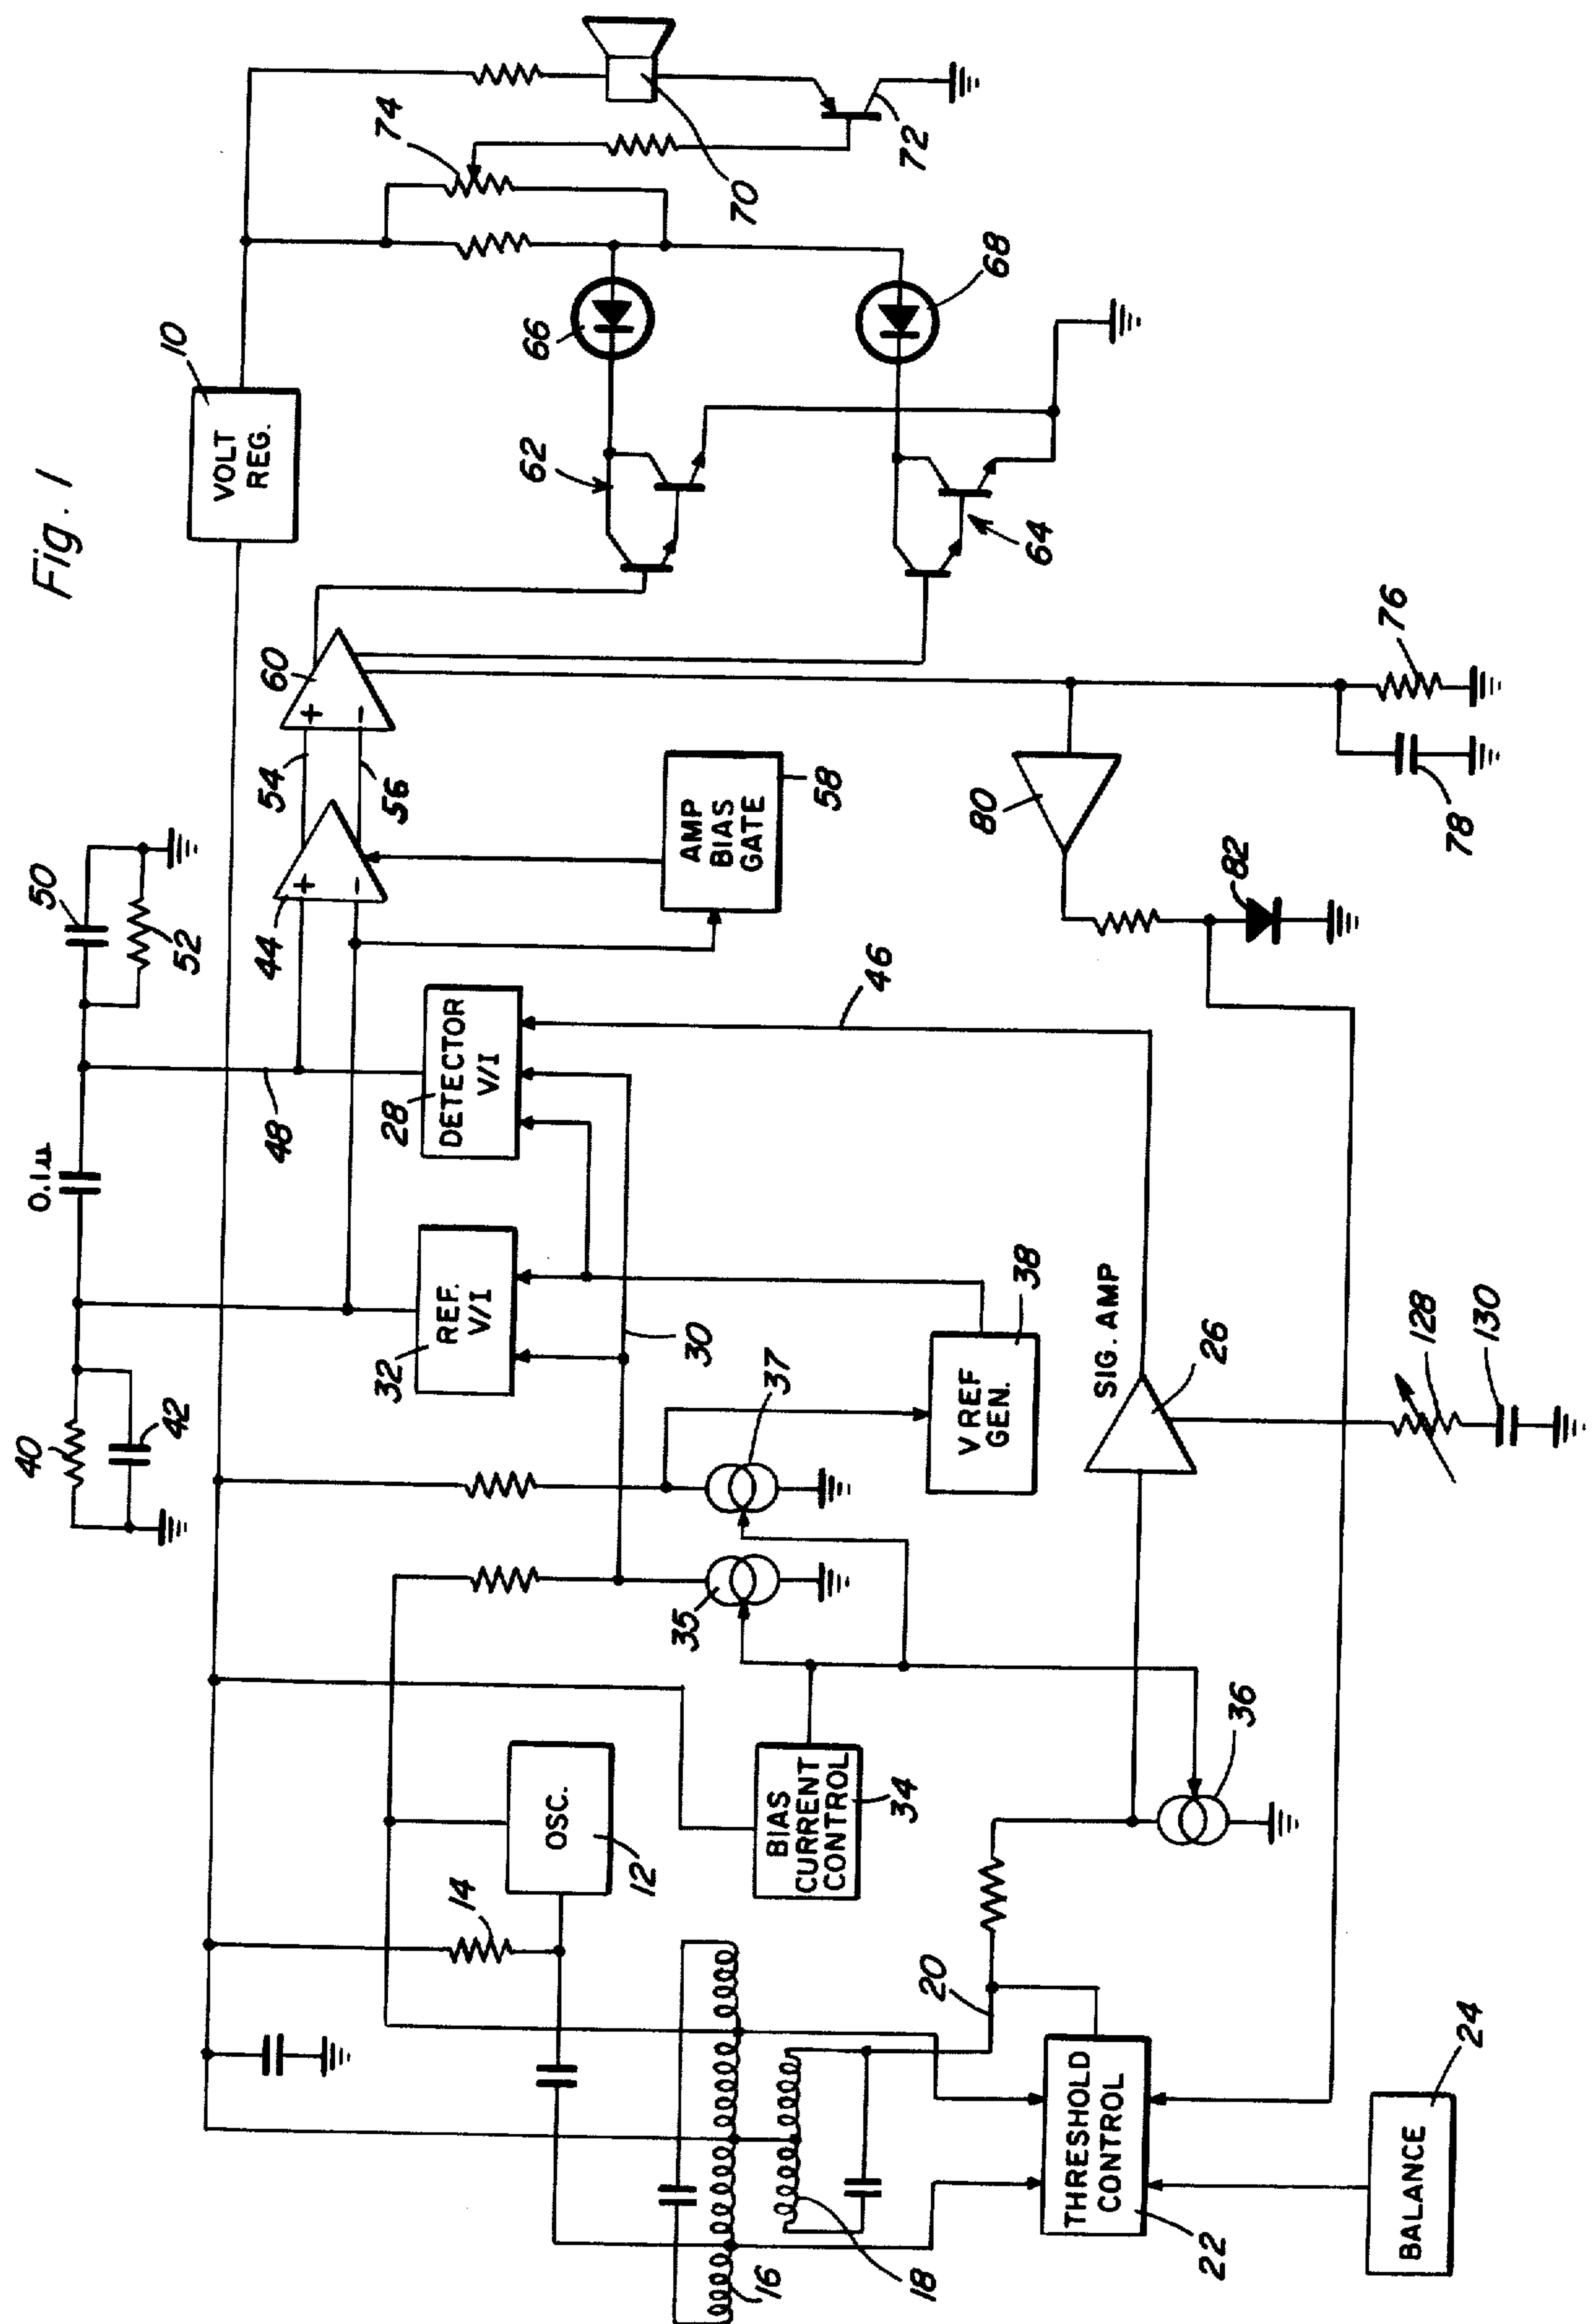 Fig. 1
10
VOLT
REG.
74
70
72
66
68
62
64
60
+
-
54
56
44
+
-
AMP
BIAS
GATE
58
50
52
80
82
76
78
0.1µ
48
28
DETECTOR
V/I
46
40
42
32
REF.
V/I
30
37
35
38
V REF
GEN.
SIG. AMP
26
128
130
14
OSC.
12
BIAS
CURRENT
CONTROL
34
36
16
18
20
THRESHOLD
CONTROL
22
BALANCE
24